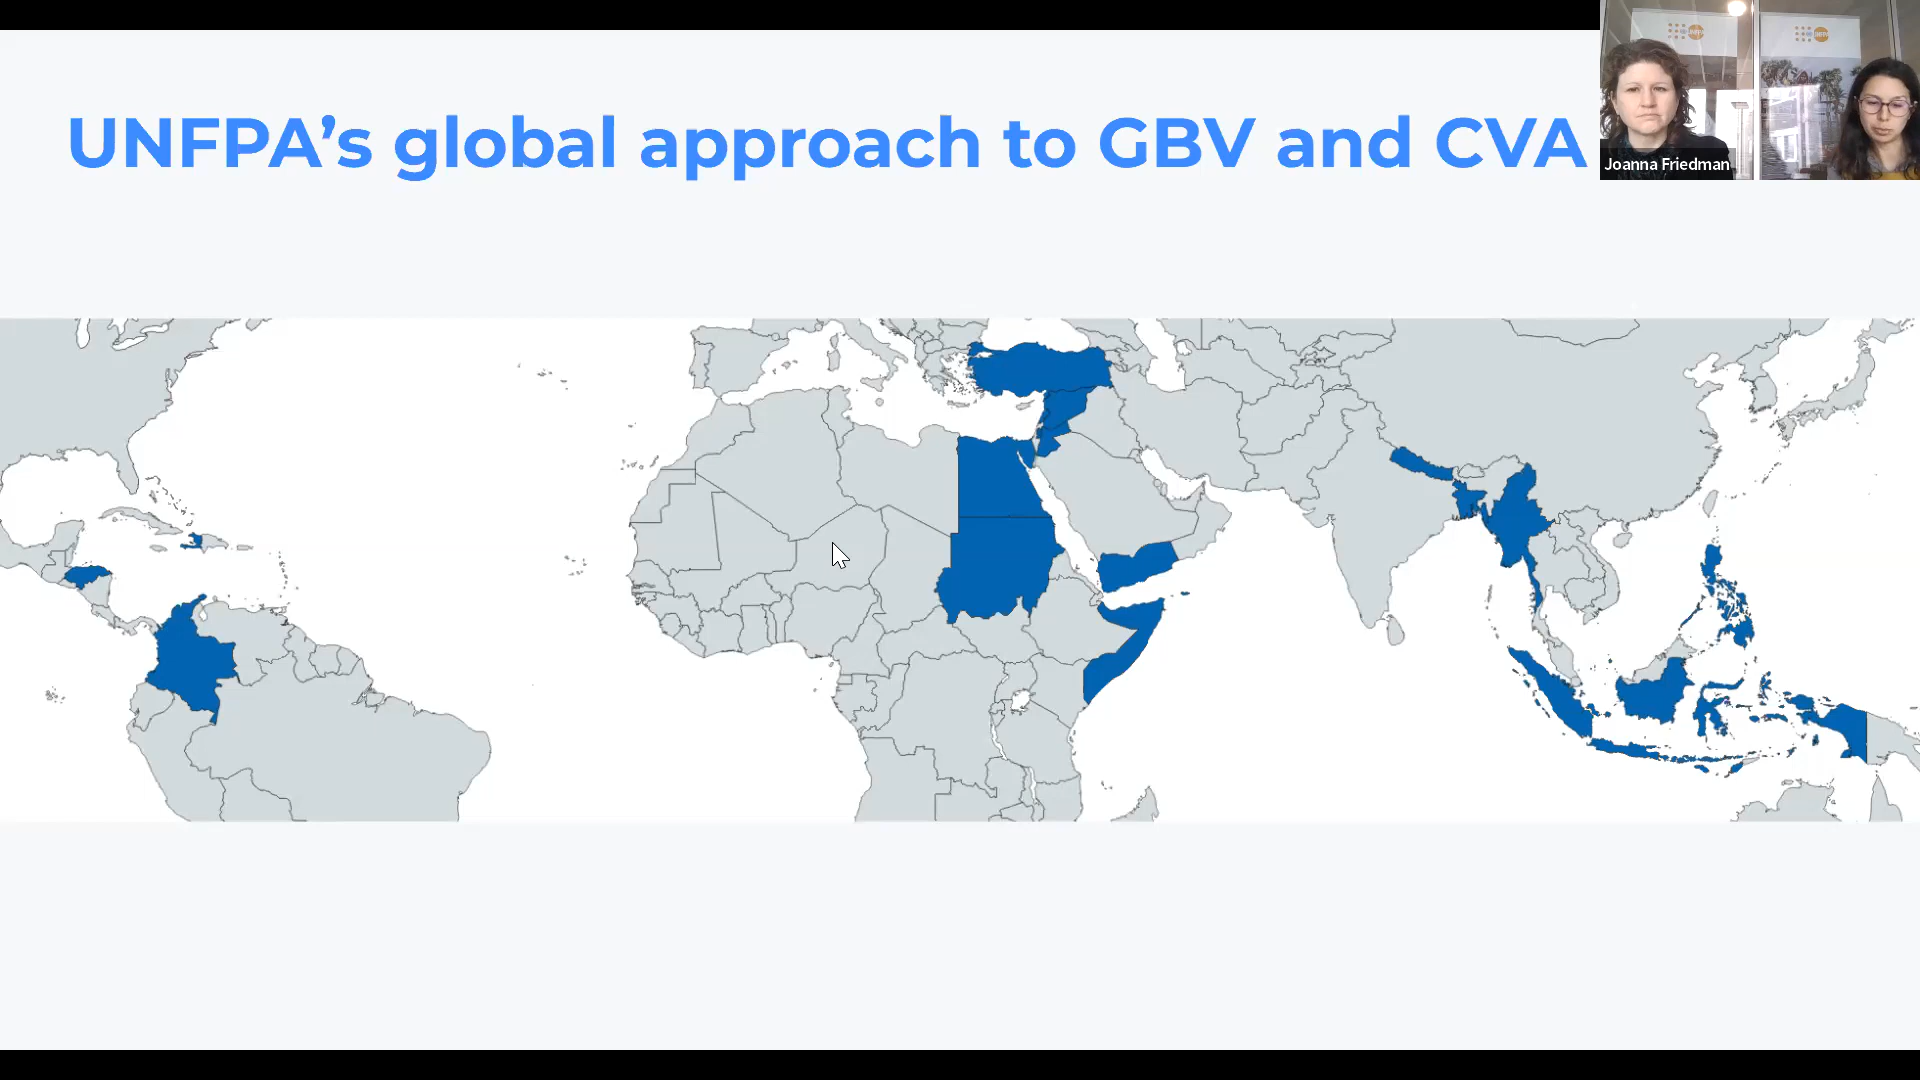 UNFPA’s global approach to GBV and CVA
Joanna Friedman